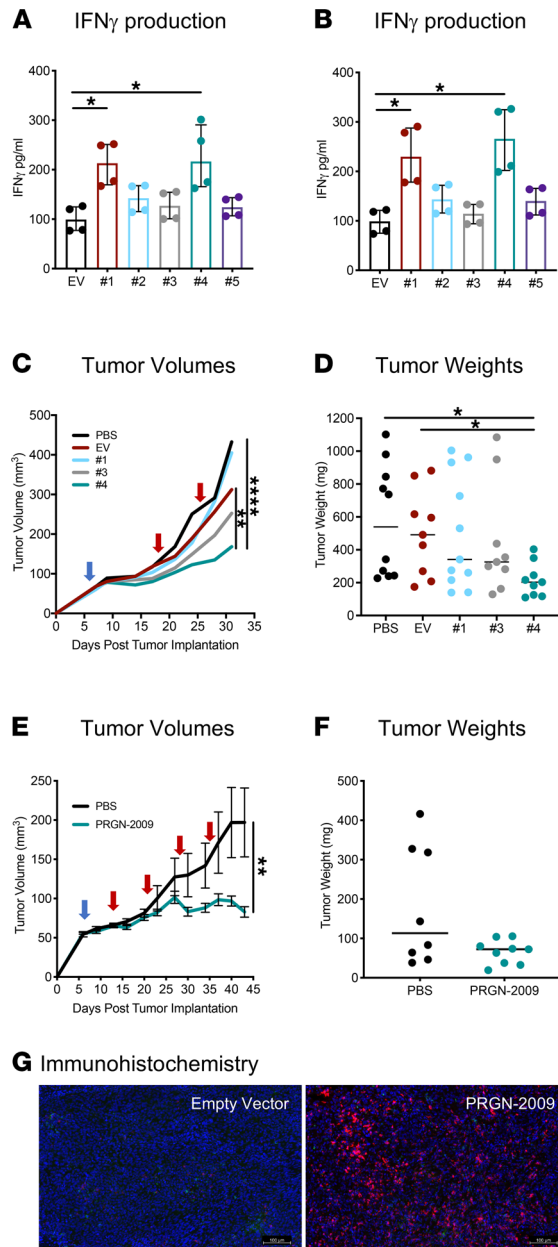 A IFNγ production
*
*
IFNγ pg/ml
400
300
200
100
0
EV #1 #2 #3 #4 #5
B IFNγ production
*
*
IFNγ pg/ml
400
300
200
100
0
EV #1 #2 #3 #4 #5
C Tumor Volumes
Tumor Volume (mm³)
500
400
300
200
100
0
PBS
EV
#1
#3
#4
**
****
0 5 10 15 20 25 30 35
Days Post Tumor Implantation
D Tumor Weights
*
*
Tumor Weight (mg)
1200
1000
800
600
400
200
0
PBS EV #1 #3 #4
E Tumor Volumes
Tumor Volume (mm³)
250
200
150
100
50
0
PBS
PRGN-2009
**
0 5 10 15 20 25 30 35 40 45
Days Post Tumor Implantation
F Tumor Weights
Tumor Weight (mg)
500
400
300
200
100
0
PBS PRGN-2009
G Immunohistochemistry
Empty Vector
100 µm
PRGN-2009
100 µm